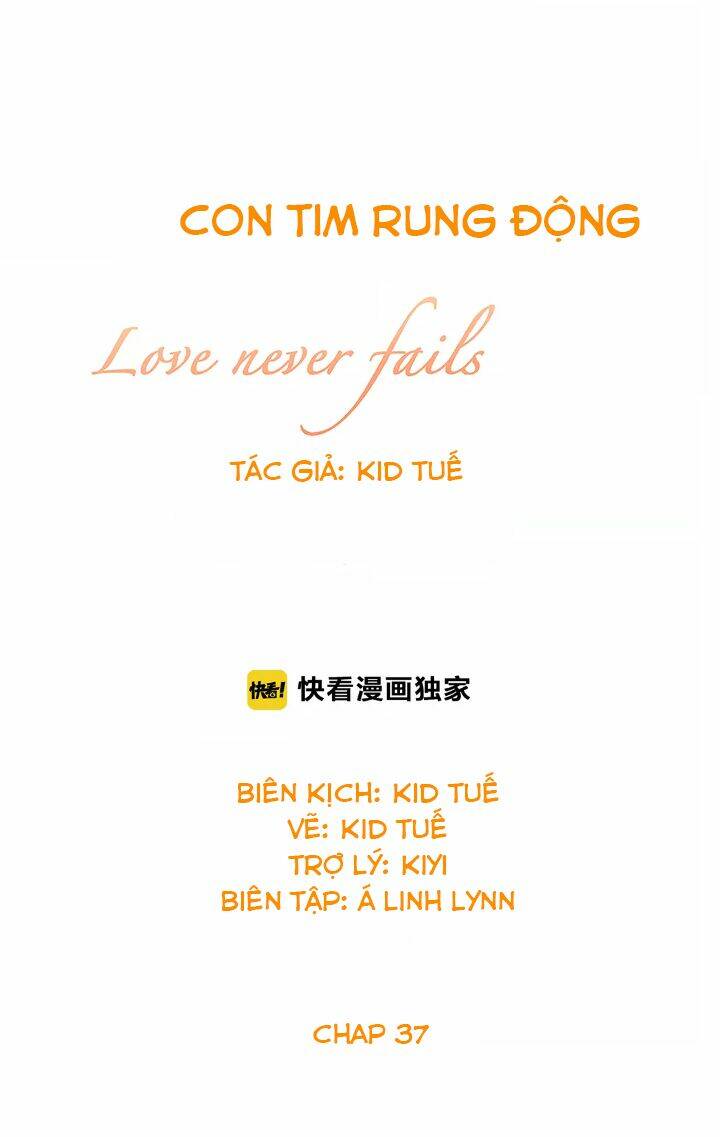 CON TIM RUNG ĐỘNG
Love never fails
TÁC GIẢ: KID TUẾ
快看! 快看漫画独家
BIÊN KỊCH: KID TUẾ
VẼ: KID TUẾ
TRỢ LÝ: KIYI
BIÊN TẬP: Á LINH LYNN
CHAP 37